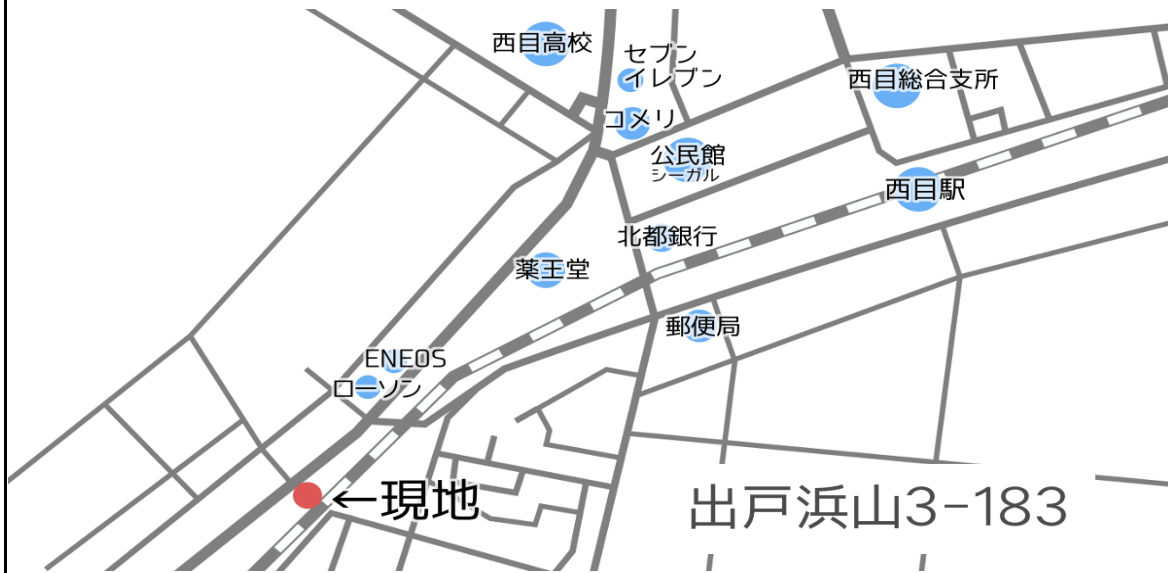 西目高校
セブン
イレブン
西目総合支所
コメリ
公民館
シーガル
西目駅
北都銀行
薬王堂
郵便局
ENEOS
ローソン
←現地
出戸浜山3-183